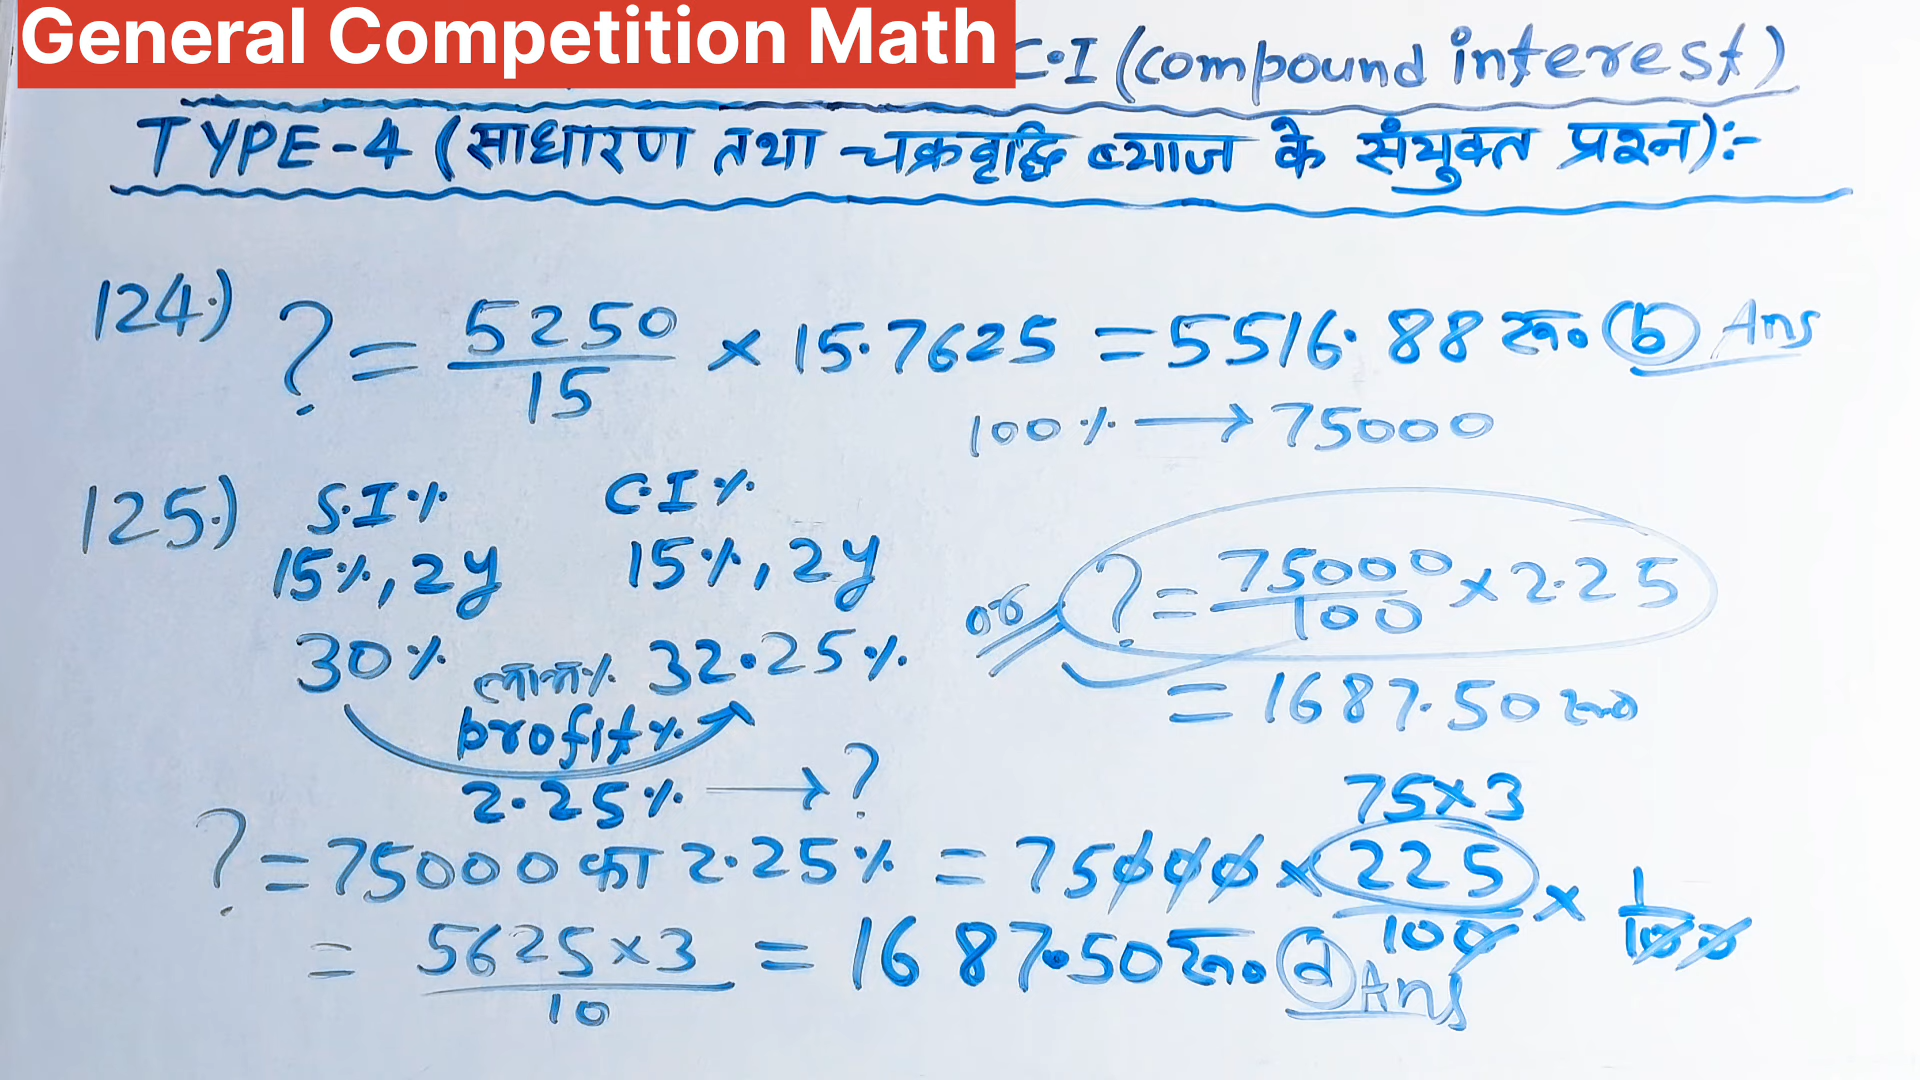 General Competition Math
C.I (compound interest)
TYPE-4 (साधारण तथा चक्रवृद्धि ब्याज के संयुक्त प्रश्न):-
124.) ? = 5250/15 × 15.7625 = 5516.88 रू० (b) Ans
100% → 75000
125.) S.I% C.I%
15%, 2y 15%, 2y
or ? = 75000/100 × 2.25
30% लाभ% 32.25%
= 1687.50 रू०
profit%
2.25% → ?
75×3
? = 75000 का 2.25% = 75000 × 225/100 × 1/100
= 5625×3/10 = 1687.50 रू० (d) Ans